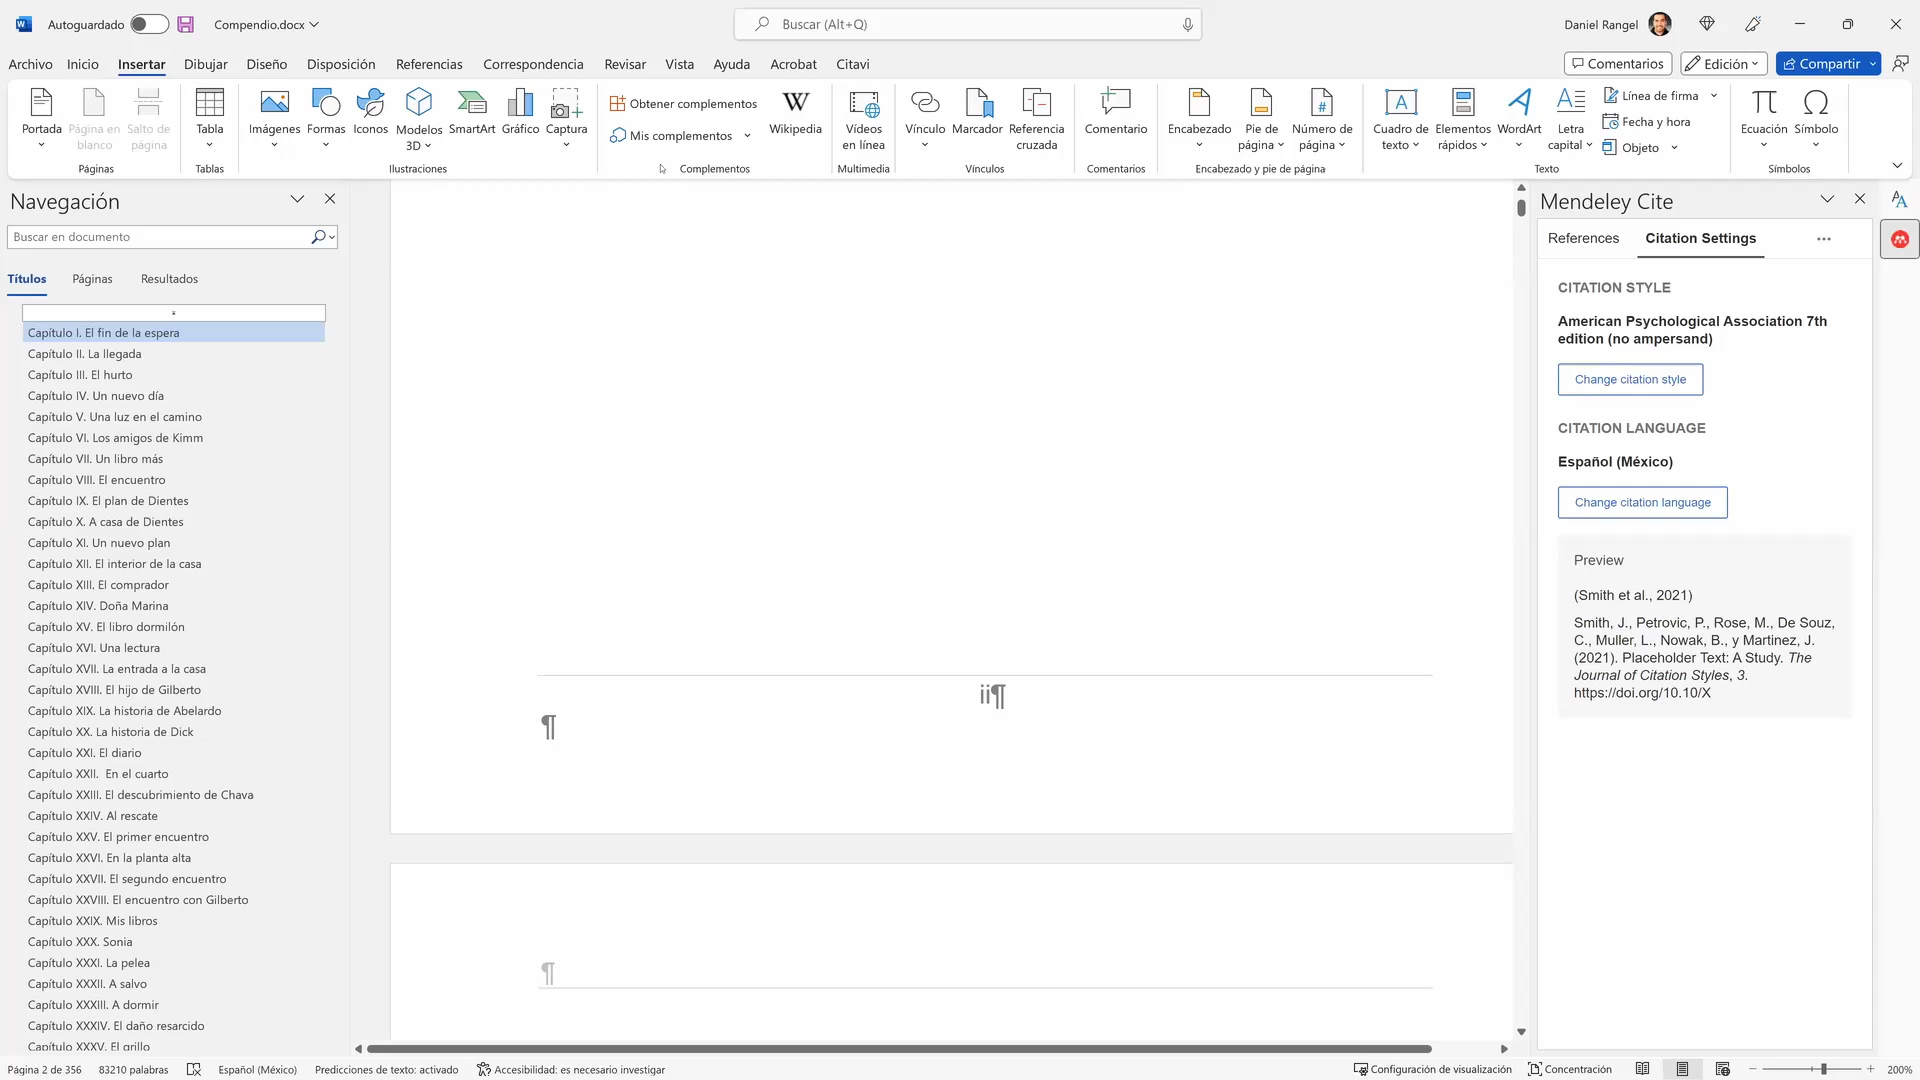 Autoguardado
Compendio.docx
Buscar (Alt+Q)
Daniel Rangel
Archivo Inicio Insertar Dibujar Diseño Disposición Referencias Correspondencia Revisar Vista Ayuda Acrobat Citavi
Comentarios Edición Compartir
Portada
Página en blanco
Salto de página
Páginas
Tabla
Tablas
Imágenes
Formas
Iconos
Modelos 3D
SmartArt
Gráfico
Captura
Ilustraciones
Obtener complementos
Mis complementos
W
Wikipedia
Complementos
Vídeos en línea
Multimedia
Vínculo
Marcador
Referencia cruzada
Vínculos
Comentario
Comentarios
Encabezado
Pie de página
Número de página
Encabezado y pie de página
Cuadro de texto
Elementos rápidos
WordArt
Letra capital
Línea de firma
Fecha y hora
Objeto
Texto
Ecuación
Símbolo
Símbolos
Navegación
Buscar en documento
Títulos Páginas Resultados
Capítulo I. El fin de la espera
Capítulo II. La llegada
Capítulo III. El hurto
Capítulo IV. Un nuevo día
Capítulo V. Una luz en el camino
Capítulo VI. Los amigos de Kimm
Capítulo VII. Un libro más
Capítulo VIII. El encuentro
Capítulo IX. El plan de Dientes
Capítulo X. A casa de Dientes
Capítulo XI. Un nuevo plan
Capítulo XII. El interior de la casa
Capítulo XIII. El comprador
Capítulo XIV. Doña Marina
Capítulo XV. El libro dormilón
Capítulo XVI. Una lectura
Capítulo XVII. La entrada a la casa
Capítulo XVIII. El hijo de Gilberto
Capítulo XIX. La historia de Abelardo
Capítulo XX. La historia de Dick
Capítulo XXI. El diario
Capítulo XXII.  En el cuarto
Capítulo XXIII. El descubrimiento de Chava
Capítulo XXIV. Al rescate
Capítulo XXV. El primer encuentro
Capítulo XXVI. En la planta alta
Capítulo XXVII. El segundo encuentro
Capítulo XXVIII. El encuentro con Gilberto
Capítulo XXIX. Mis libros
Capítulo XXX. Sonia
Capítulo XXXI. La pelea
Capítulo XXXII. A salvo
Capítulo XXXIII. A dormir
Capítulo XXXIV. El daño resarcido
Capítulo XXXV. El grillo
ii¶
¶
¶
Mendeley Cite
References Citation Settings
CITATION STYLE
American Psychological Association 7th
edition (no ampersand)
Change citation style
CITATION LANGUAGE
Español (México)
Change citation language
Preview
(Smith et al., 2021)
Smith, J., Petrovic, P., Rose, M., De Souz,
C., Muller, L., Nowak, B., y Martinez, J.
(2021). Placeholder Text: A Study. The
Journal of Citation Styles, 3.
https://doi.org/10.10/X
Página 2 de 356 83210 palabras Español (México) Predicciones de texto: activado Accesibilidad: es necesario investigar Configuración de visualización Concentración 200%